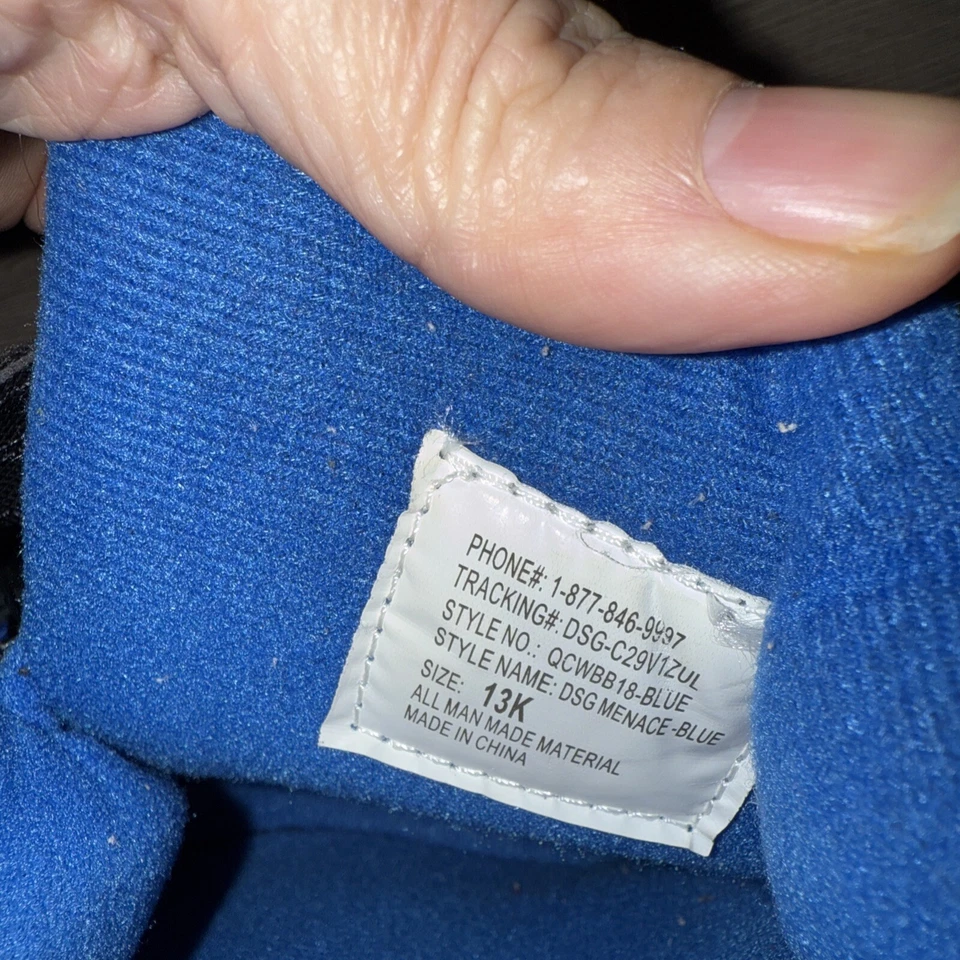 PHONE#: 1-877-846-9997
TRACKING#: DSG-C29V1ZUL
STYLE NO.: QCWBB18-BLUE
STYLE NAME: DSG MENACE-BLUE
SIZE: 13K
ALL MAN MADE MATERIAL
MADE IN CHINA